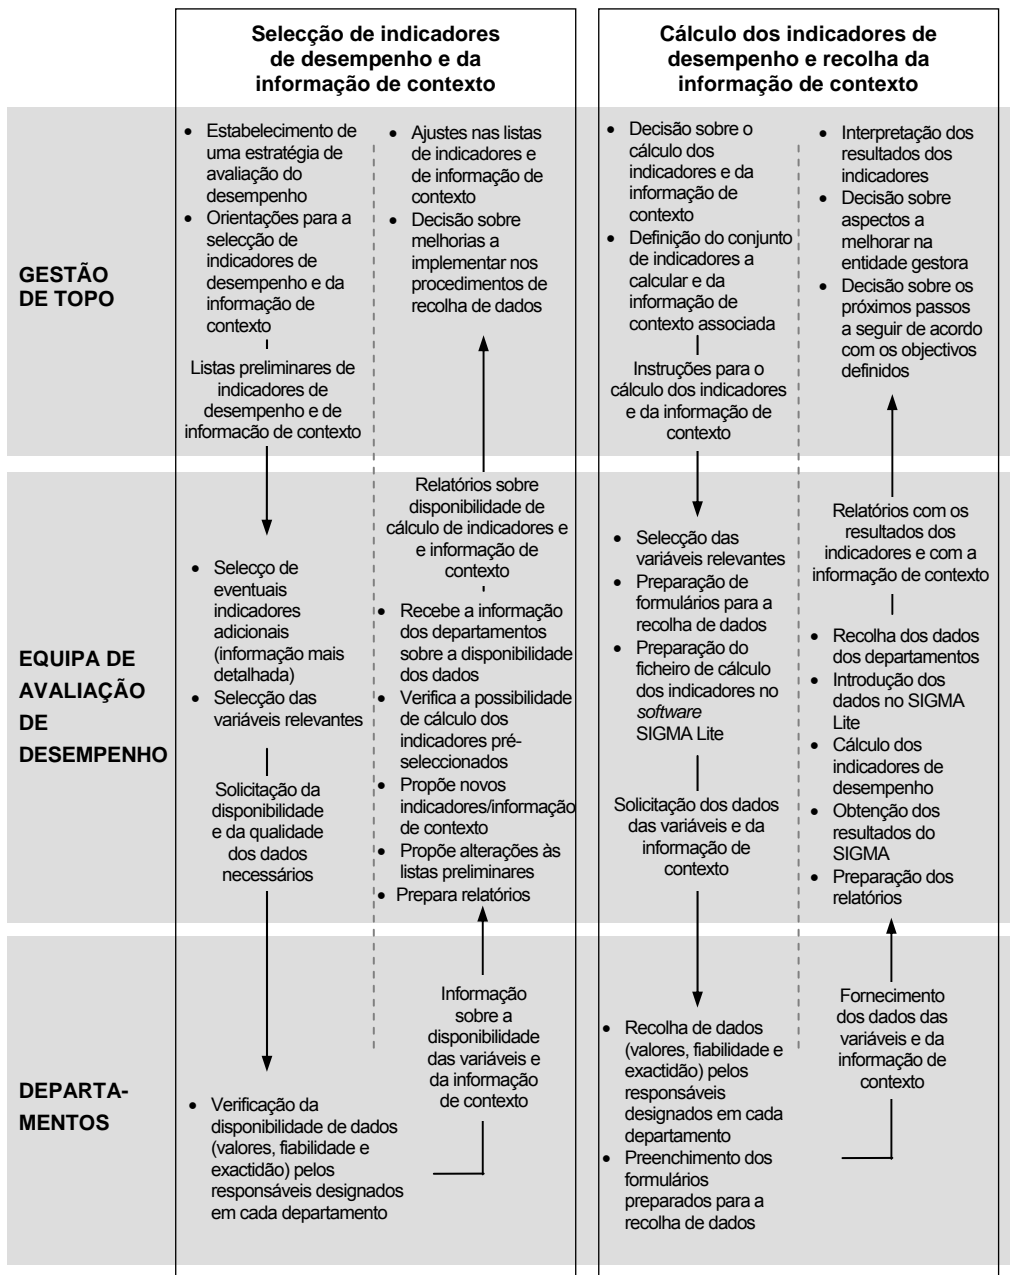 Selecção de indicadores
de desempenho e da
informação de contexto
Cálculo dos indicadores de
desempenho e recolha da
informação de contexto
GESTÃO
DE TOPO
• Estabelecimento de
uma estratégia de
avaliação do
desempenho
• Orientações para a
selecção de
indicadores de
desempenho e da
informação de
contexto
Listas preliminares de
indicadores de
desempenho e de
informacão de contexto
• Ajustes nas listas
de indicadores e
de informação de
contexto
• Decisão sobre
melhorias a
implementar nos
procedimentos de
recolha de dados
• Decisão sobre o
cálculo dos
indicadores e da
informação de
contexto
• Definição do conjunto
de indicadores a
calcular e da
informação de
contexto associada
Instruções para o
cálculo dos indicadores
e da informação de
contexto
• Interpretação dos
resultados dos
indicadores
• Decisão sobre
aspectos a
melhorar na
entidade gestora
• Decisão sobre os
próximos passos
a seguir de acordo
com os objectivos
definidos
EQUIPA DE
AVALIAÇÃO
DE
DESEMPENHO
• Selecço de
eventuais
indicadores
adicionais
(informação mais
detalhada)
• Selecção das
variáveis relevantes
Solicitação da
disponibilidade
e da qualidade
dos dados
necessários
Relatórios sobre
disponibilidade de
cálculo de indicadores e
e informação de
contexto
• Recebe a informação
dos departamentos
sobre a disponibilidade
dos dados
• Verifica a possibilidade
de cálculo dos
indicadores pré-
seleccionados
• Propõe novos
indicadores/informação
de contexto
• Propõe alterações às
listas preliminares
• Prepara relatórios
• Selecção das
variáveis relevantes
• Preparação de
formulários para a
recolha de dados
• Preparação do
ficheiro de cálculo
dos indicadores no
software
SIGMA Lite
Solicitação dos dados
das variáveis e da
informação de
contexto
Relatórios com os
resultados dos
indicadores e com a
informação de contexto
• Recolha dos dados
dos departamentos
• Introdução dos
dados no SIGMA
Lite
• Cálculo dos
indicadores de
desempenho
• Obtenção dos
resultados do
SIGMA
• Preparação dos
relatórios
DEPARTA-
MENTOS
• Verificação da
disponibilidade de dados
(valores, fiabilidade e
exactidão) pelos
responsáveis designados
em cada departamento
Informação
sobre a
disponibilidade
das variáveis e
da informação
de contexto
• Recolha de dados
(valores, fiabilidade e
exactidão) pelos
responsáveis
designados em cada
departamento
• Preenchimento dos
formulários
preparados para a
recolha de dados
Fornecimento
dos dados das
variáveis e da
informação de
contexto